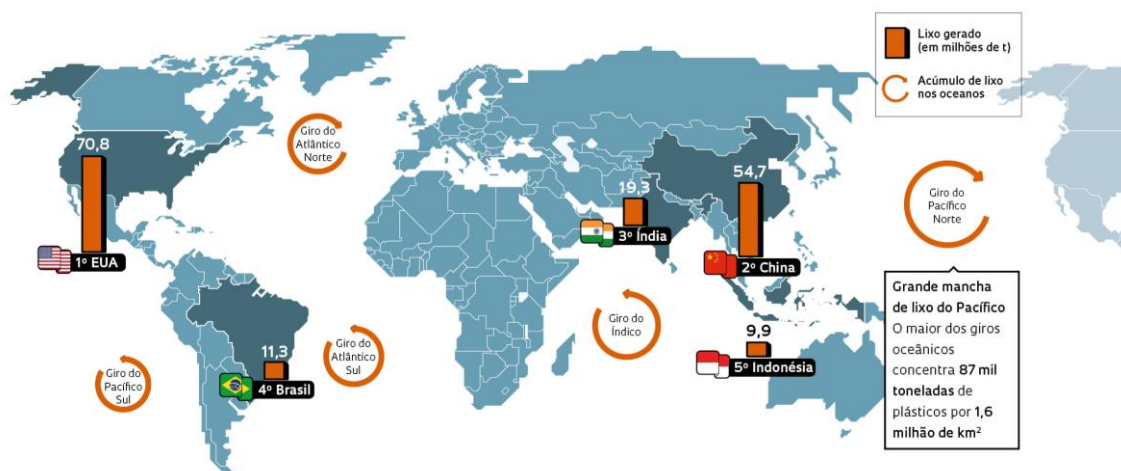 Lixo gerado
(em milhões de t)
Acúmulo de lixo
nos oceanos
Giro do
Atlântico
Norte
70,8
1º EUA
19,3
3º Índia
54,7
2º China
Giro do
Pacífico
Norte
Giro do
Índico
Giro do
Pacífico
Sul
11,3
4º Brasil
Giro do
Atlântico
Sul
9,9
5º Indonésia
Grande mancha
de lixo do Pacífico
O maior dos giros
oceânicos
concentra 87 mil
toneladas de
plásticos por 1,6
milhão de km²